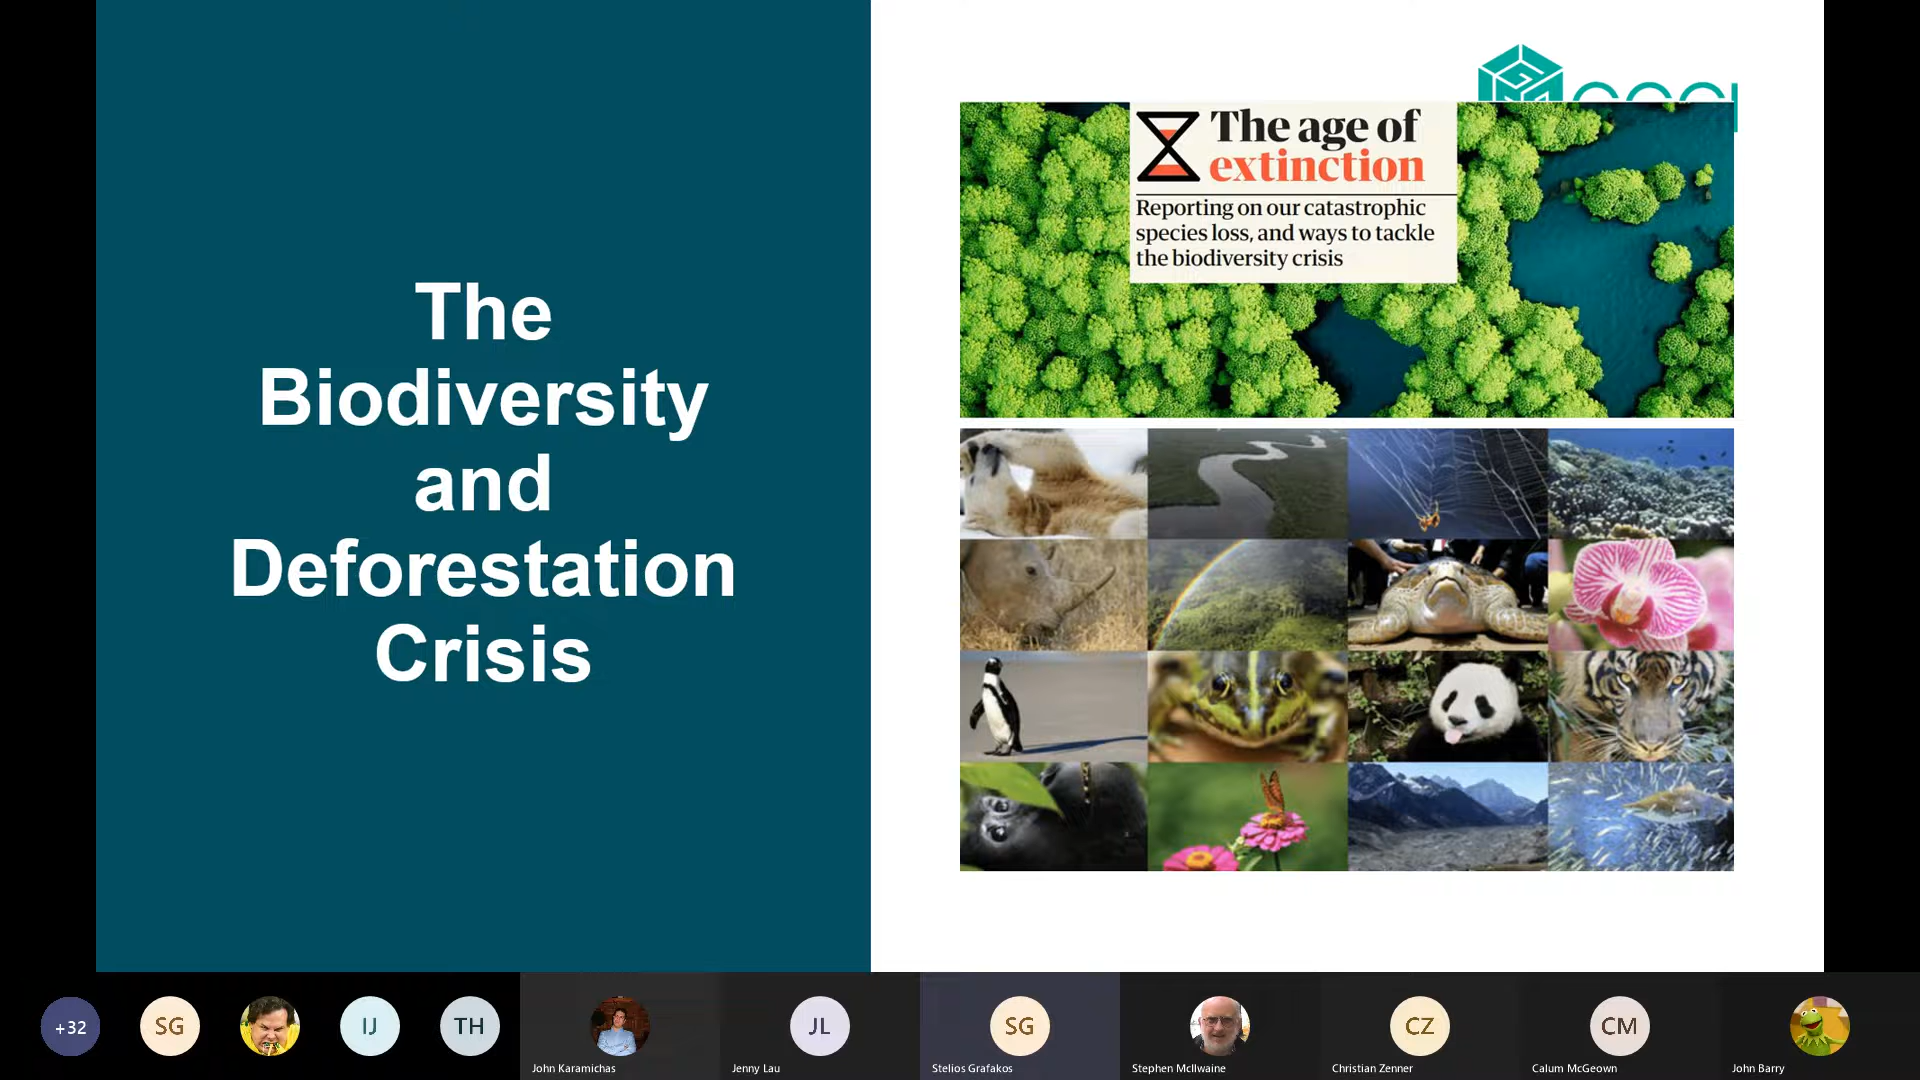 The
Biodiversity
and
Deforestation
Crisis
The age of
extinction
Reporting on our catastrophic
species loss, and ways to tackle
the biodiversity crisis
+32
SG
IJ
TH
John Karamichas
JL
Jenny Lau
SG
Stelios Grafakos
Stephen McIlwaine
CZ
Christian Zenner
CM
Calum McGeown
John Barry